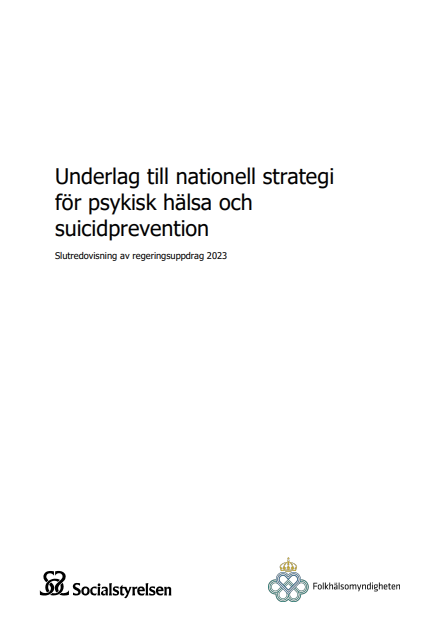 Underlag till nationell strategi
för psykisk hälsa och
suicidprevention
Slutredovisning av regeringsuppdrag 2023
Socialstyrelsen
Folkhälsomyndigheten